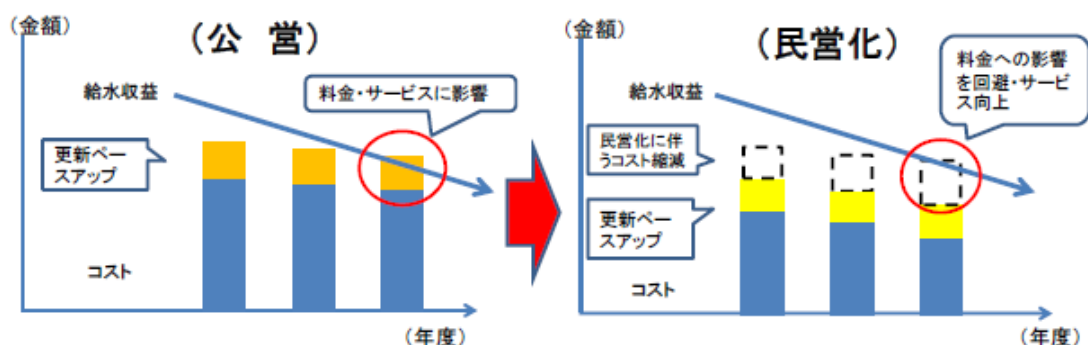 （金額）
（公　営）
給水収益
料金・サービスに影響
更新ペー
スアップ
コスト
（年度）
（金額）
（民営化）
料金への影響
を回避・サービ
ス向上
給水収益
民営化に伴
うコスト縮減
更新ペー
スアップ
コスト
（年度）